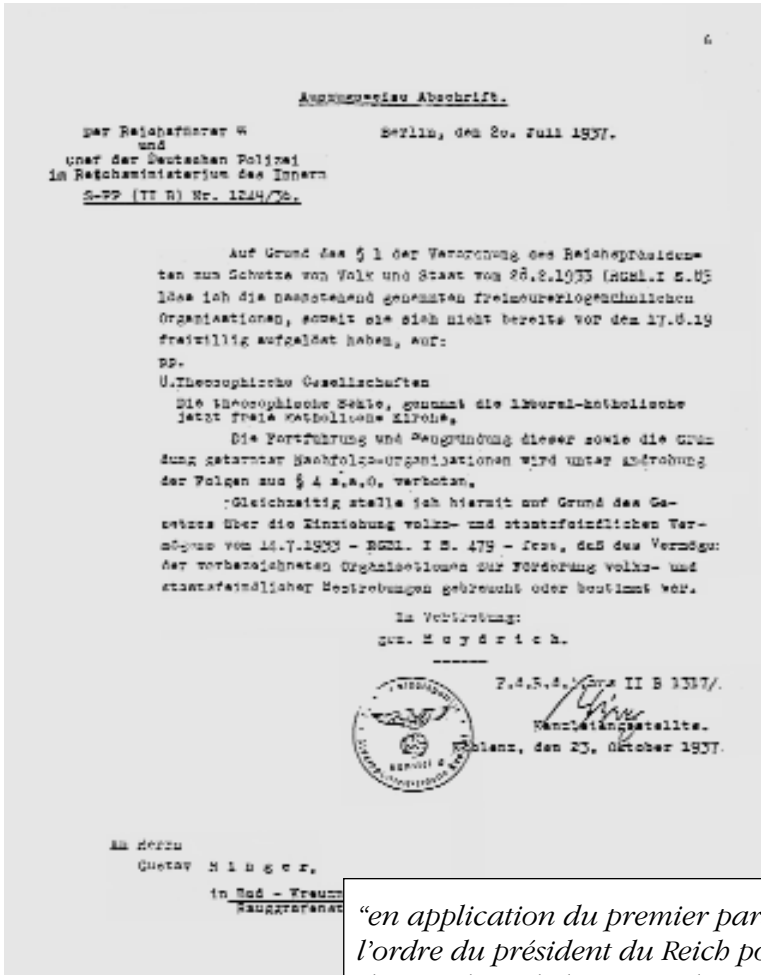 6
Auszugsweise Abschrift.
Der Reichsführer
und
Chef der Deutschen Polizei
im Reichsministerium des Innern
Berlin, den 20. Juli 1937.
S-PP (II B) Nr.
Auf Grund des § 1 der Verordnung des Reichspräsiden-
ten zum Schutze von Volk und Staat vom 28.2.1933 (RGBl.I S.
löse ich die nachstehend genannten freimaurerlogenähnlichen
Organisationen, soweit sie sich nicht bereits vor dem 17.8.19
freiwillig aufgelöst haben, auf:
pp.
Theosophische Gesellschaften
Die theosophische Sekte, genannt die liberal-katholische
jetzt freie katholische Kirche.
Die Fortführung und Neugründung dieser sowie die Grün
dung getarnter Nachfolge-Organisationen wird unter Androhung
der Folgen aus § 4 a.a.O. verboten.
Gleichzeitig stelle ich hiermit auf Grund des Ge-
setzes über die Einziehung volks- und staatsfeindlichen Ver-
mögens vom 14.7.1933 - RGBl. I S. 479 - fest, daß das Vermögen
der vorbezeichneten Organisationen zur Förderung volks- und
staatsfeindlicher Bestrebungen gebraucht oder bestimmt war.
In Vertretung:
gez. H e y d r i c h.
II B
Kanzleiangestellte.
Koblenz, den 23. Oktober 1937.
An Herrn
Gustav
in Bad -
“en application du premier par
l’ordre du président du Reich po